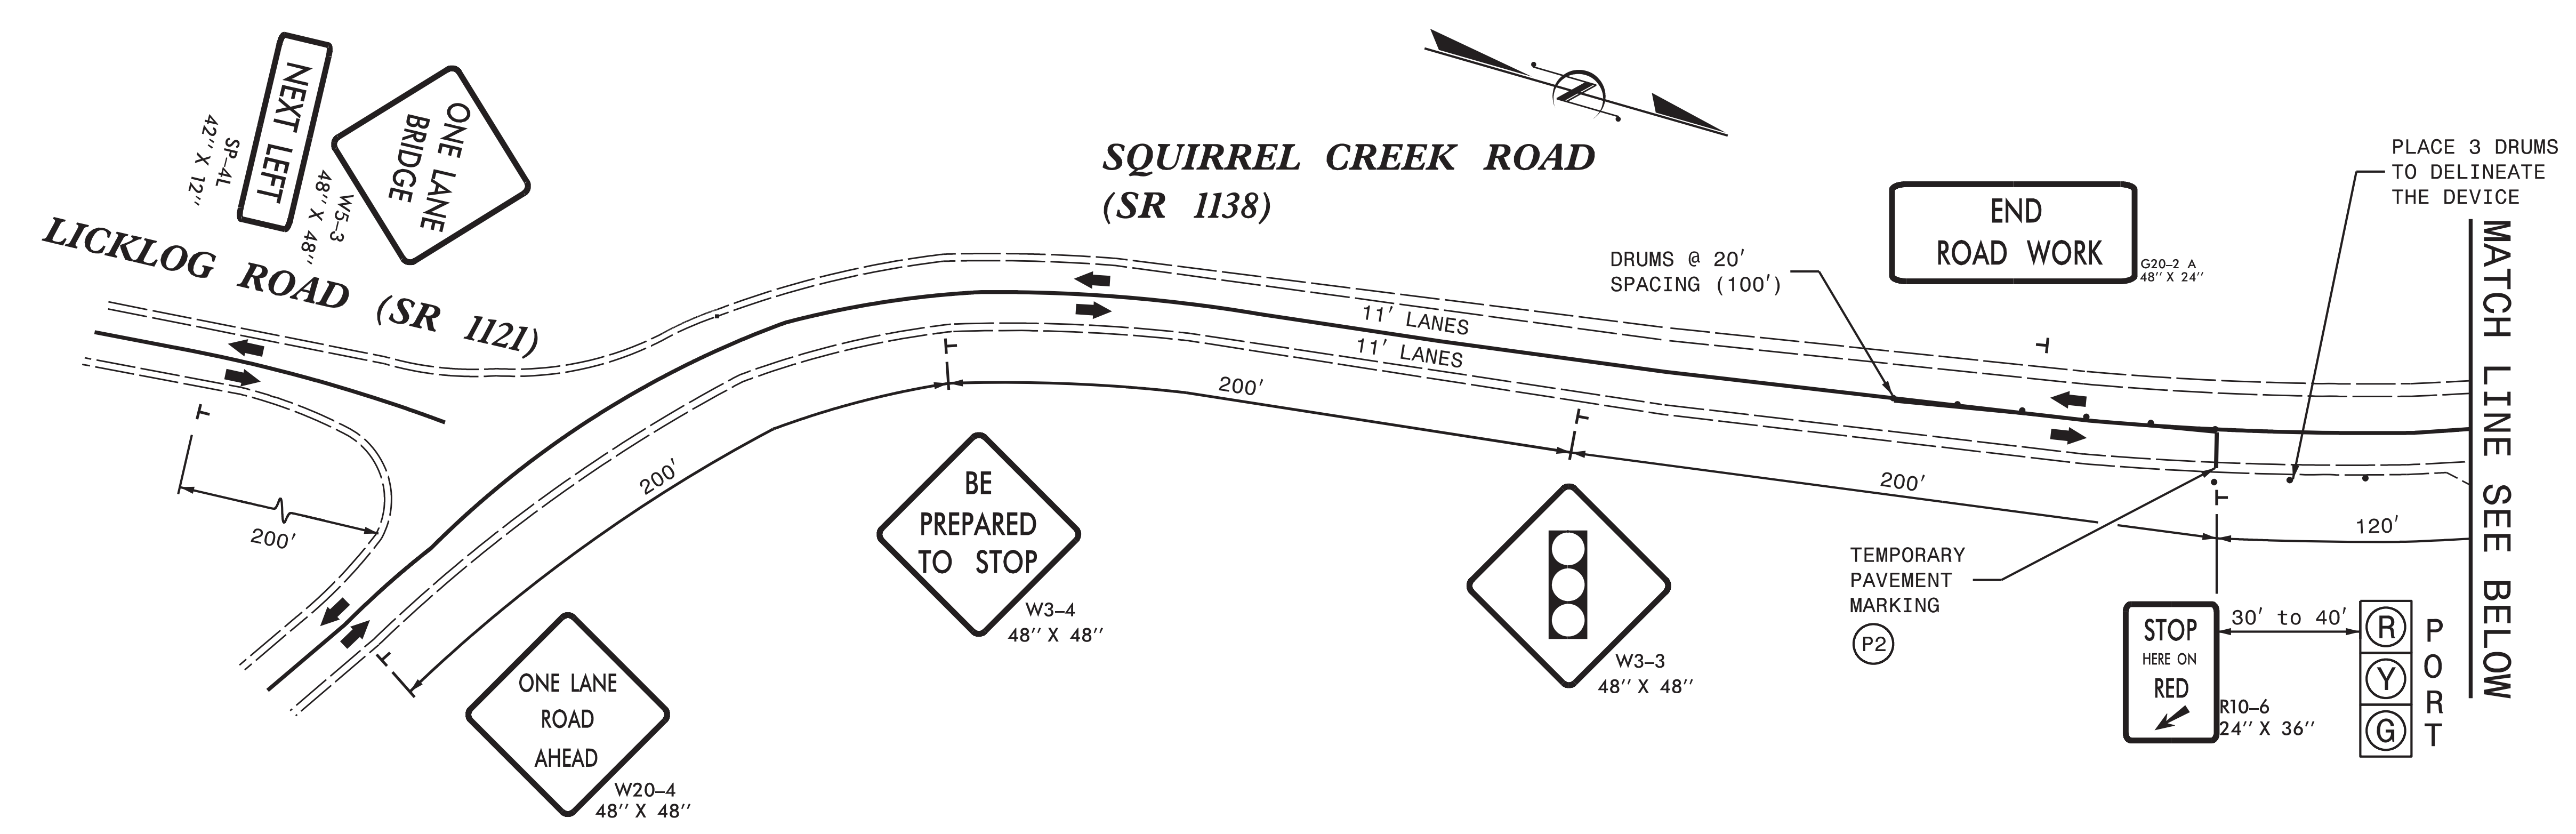 NEXT LEFT
SP-4L
42'' X 12''
ONE LANE
BRIDGE
W5-3
48'' X 48''
LICKLOG ROAD (SR 1121)
200'
SQUIRREL CREEK ROAD
(SR 1138)
11' LANES
11' LANES
200'
200'
200'
120'
DRUMS @ 20'
SPACING (100')
END
ROAD WORK
G20-2 A
48'' X 24''
PLACE 3 DRUMS
TO DELINEATE
THE DEVICE
MATCH LINE SEE BELOW
ONE LANE
ROAD
AHEAD
W20-4
48'' X 48''
BE
PREPARED
TO STOP
W3-4
48'' X 48''
W3-3
48'' X 48''
TEMPORARY
PAVEMENT
MARKING
P2
STOP
HERE ON
RED
R10-6
24'' X 36''
30' to 40'
R
Y
G
PORT